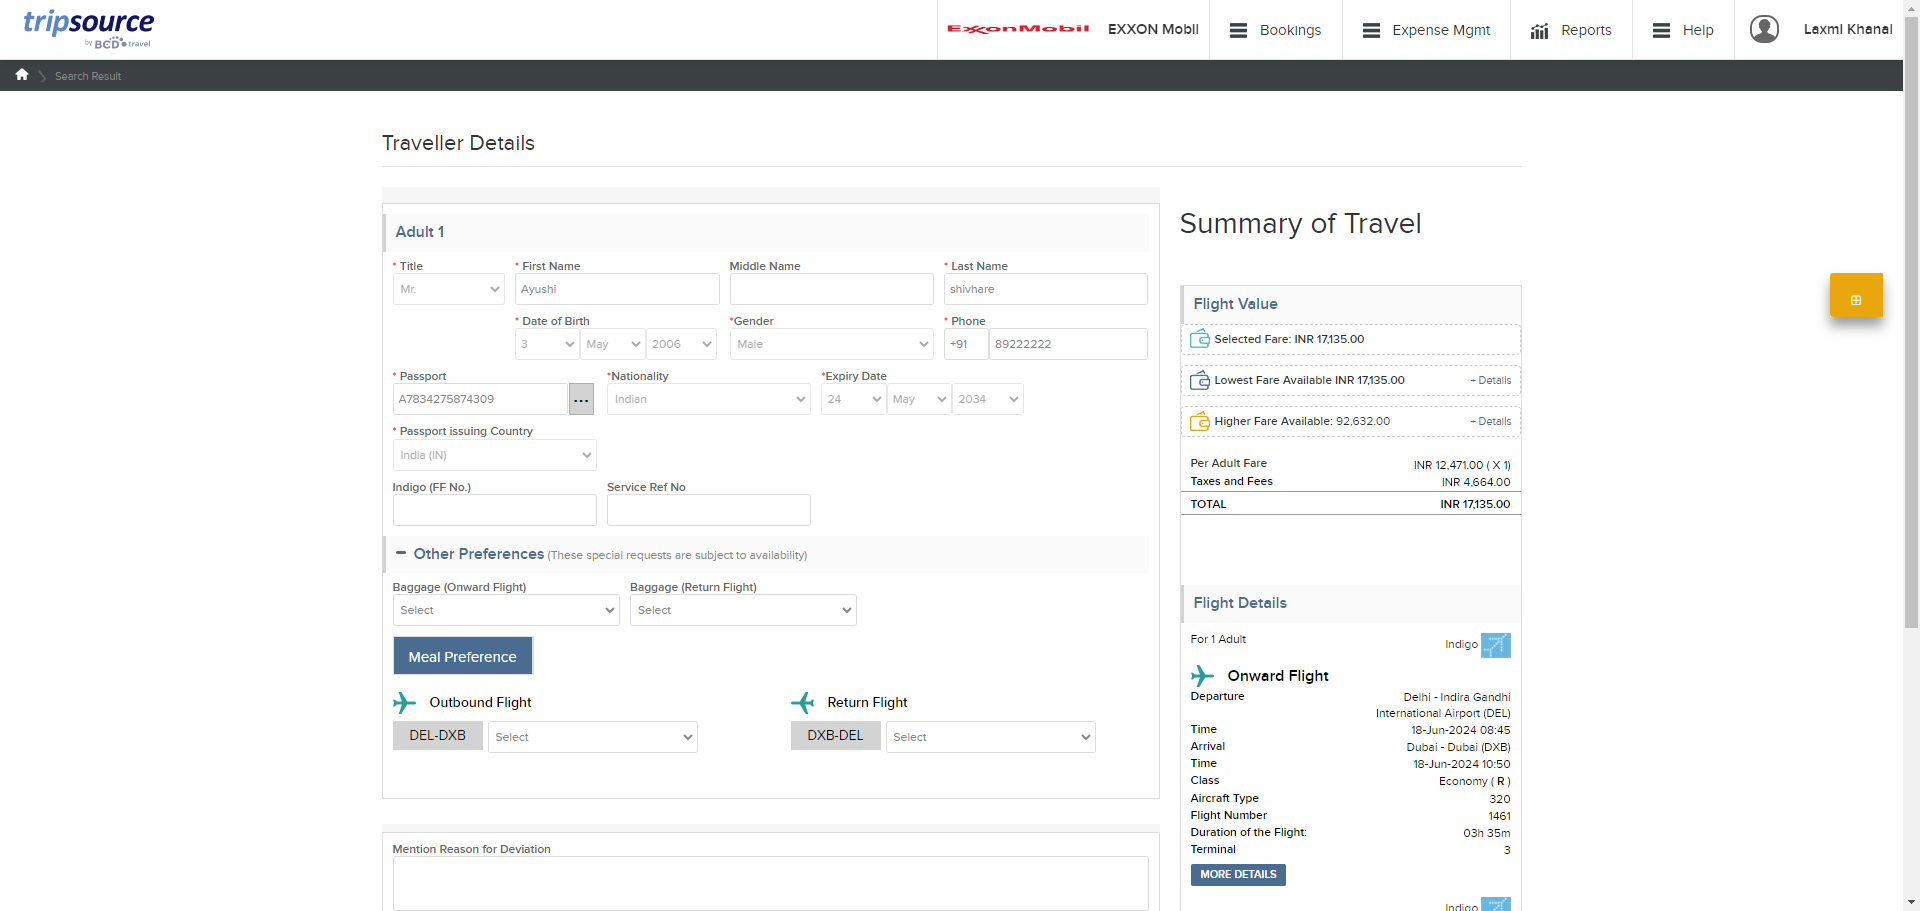 tripsource
by BCD travel
ExxonMobil
EXXON Mobil
Bookings
Expense Mgmt
Reports
Help
Laxmi Khanal
Search Result
Traveller Details
Adult 1
* Title
* First Name
Middle Name
* Last Name
Mr.
Ayushi
shivhare
* Date of Birth
*Gender
* Phone
3
May
2006
Male
+91
89222222
* Passport
*Nationality
*Expiry Date
A7834275874309
...
Indian
24
May
2034
* Passport issuing Country
India (IN)
Indigo (FF No.)
Service Ref No
Other Preferences (These special requests are subject to availability)
Baggage (Onward Flight)
Baggage (Return Flight)
Select
Select
Meal Preference
Outbound Flight
Return Flight
DEL-DXB
Select
DXB-DEL
Select
Mention Reason for Deviation
Summary of Travel
Flight Value
Selected Fare: INR 17,135.00
Lowest Fare Available INR 17,135.00
+ Details
Higher Fare Available: 92,632.00
+ Details
Per Adult Fare
INR 12,471.00 ( X 1)
Taxes and Fees
INR 4,664.00
TOTAL
INR 17,135.00
Flight Details
For 1 Adult
Indigo
Onward Flight
Departure
Delhi - Indira Gandhi
International Airport (DEL)
Time
18-Jun-2024 08:45
Arrival
Dubai - Dubai (DXB)
Time
18-Jun-2024 10:50
Class
Economy ( R )
Aircraft Type
320
Flight Number
1461
Duration of the Flight:
03h 35m
Terminal
3
MORE DETAILS
Indigo